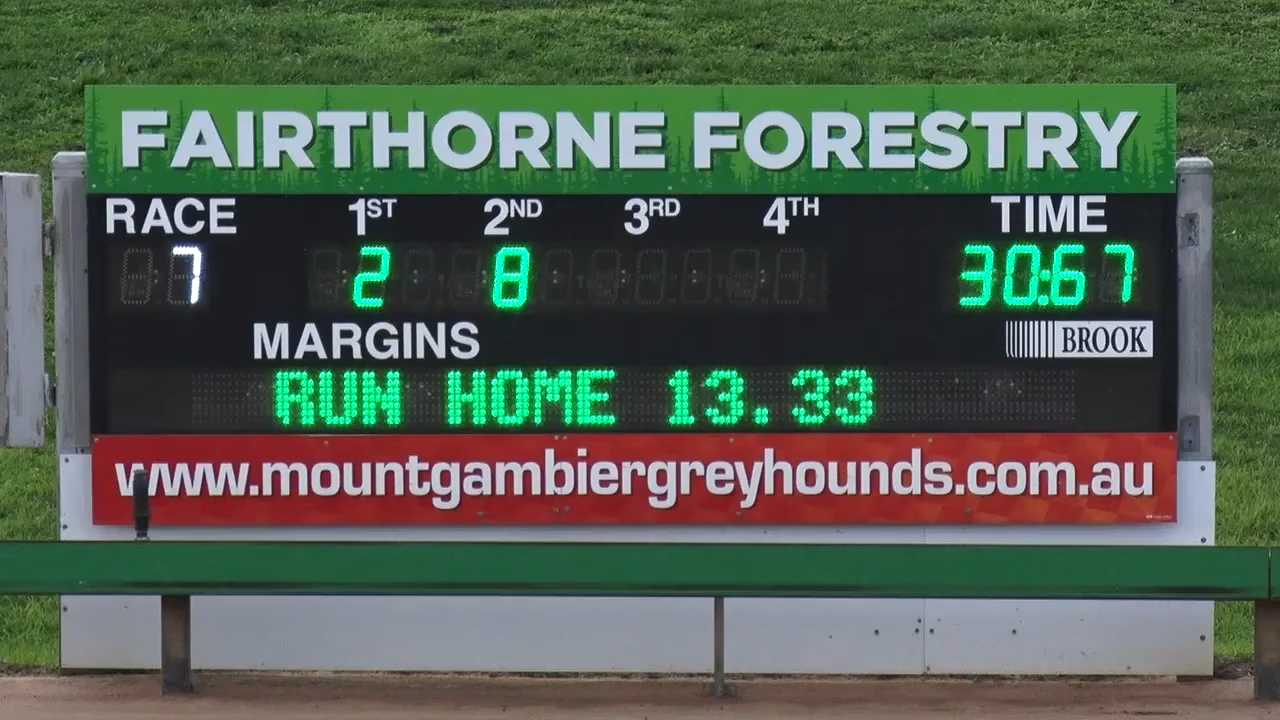 FAIRTHORNE FORESTRY
RACE 1ST 2ND 3RD 4TH TIME
7 2 8 30:67
MARGINS BROOK
RUN HOME 13.33
www.mountgambiergreyhounds.com.au